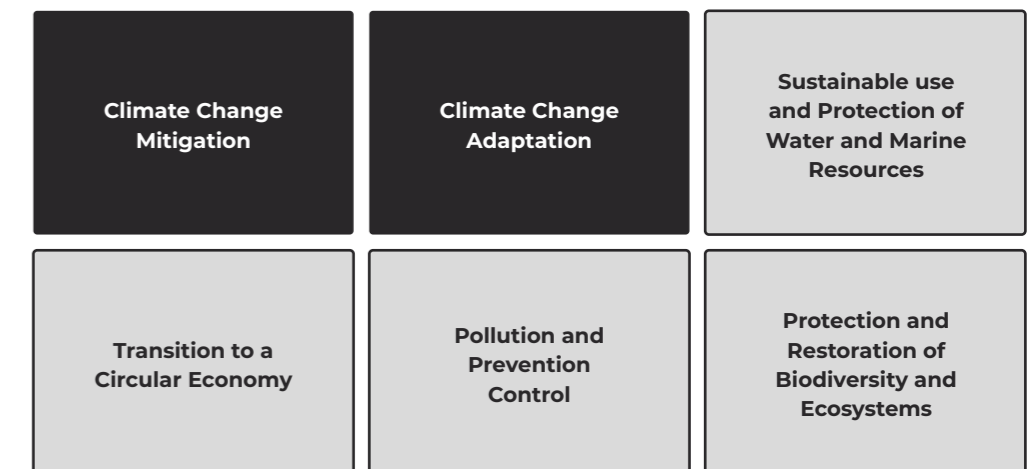 Climate Change
Mitigation
Climate Change
Adaptation
Sustainable use
and Protection of
Water and Marine
Resources
Transition to a
Circular Economy
Pollution and
Prevention
Control
Protection and
Restoration of
Biodiversity and
Ecosystems